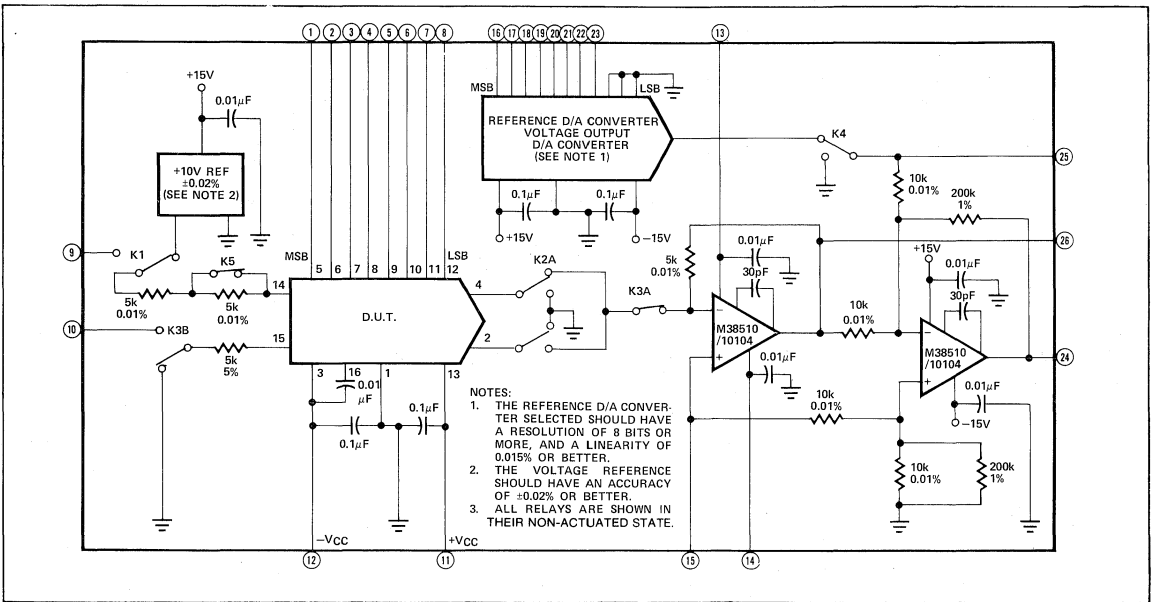 1 2 3 4 5 6 7 8
16 17 18 19 20 21 22 23
13
+15V
0.01μF
+10V REF
±0.02%
(SEE NOTE 2)
MSB
LSB
REFERENCE D/A CONVERTER
VOLTAGE OUTPUT
D/A CONVERTER
(SEE NOTE 1)
0.1μF
0.1μF
+15V
−15V
K4
25
10k
0.01%
200k
1%
26
9
K1
K5
5k
0.01%
5k
0.01%
10
K3B
5k
5%
MSB
LSB
5 6 7 8 9 10 11 12
14
15
4
2
D.U.T.
3 16 1 13
0.01
μF
0.1μF
0.1μF
K2A
K3A
5k
0.01%
0.01μF
30pF
−
+
M38510
/10104
0.01μF
10k
0.01%
+15V
0.01μF
30pF
−
+
M38510
/10104
24
0.01μF
−15V
10k
0.01%
10k
0.01%
200k
1%
NOTES:
1. THE REFERENCE D/A CONVER-
TER SELECTED SHOULD HAVE
A RESOLUTION OF 8 BITS OR
MORE, AND A LINEARITY OF
0.015% OR BETTER.
2. THE VOLTAGE REFERENCE
SHOULD HAVE AN ACCURACY
OF ±0.02% OR BETTER.
3. ALL RELAYS ARE SHOWN IN
THEIR NON-ACTUATED STATE.
−VCC
+VCC
12
11
15
14